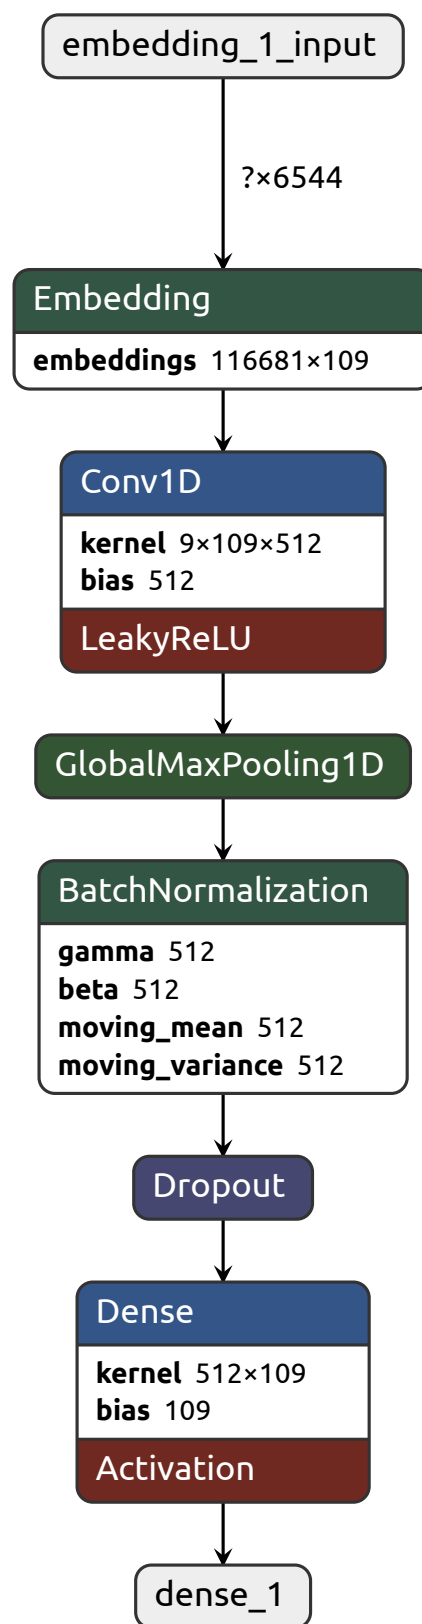 embedding_1_input
?×6544
Embedding
embeddings 116681×109
Conv1D
kernel 9×109×512
bias 512
LeakyReLU
GlobalMaxPooling1D
BatchNormalization
gamma 512
beta 512
moving_mean 512
moving_variance 512
Dropout
Dense
kernel 512×109
bias 109
Activation
dense_1